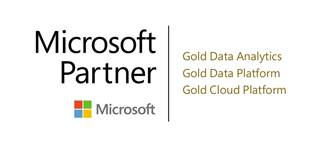 Microsoft
Partner
Microsoft
Gold Data Analytics
Gold Data Platform
Gold Cloud Platform